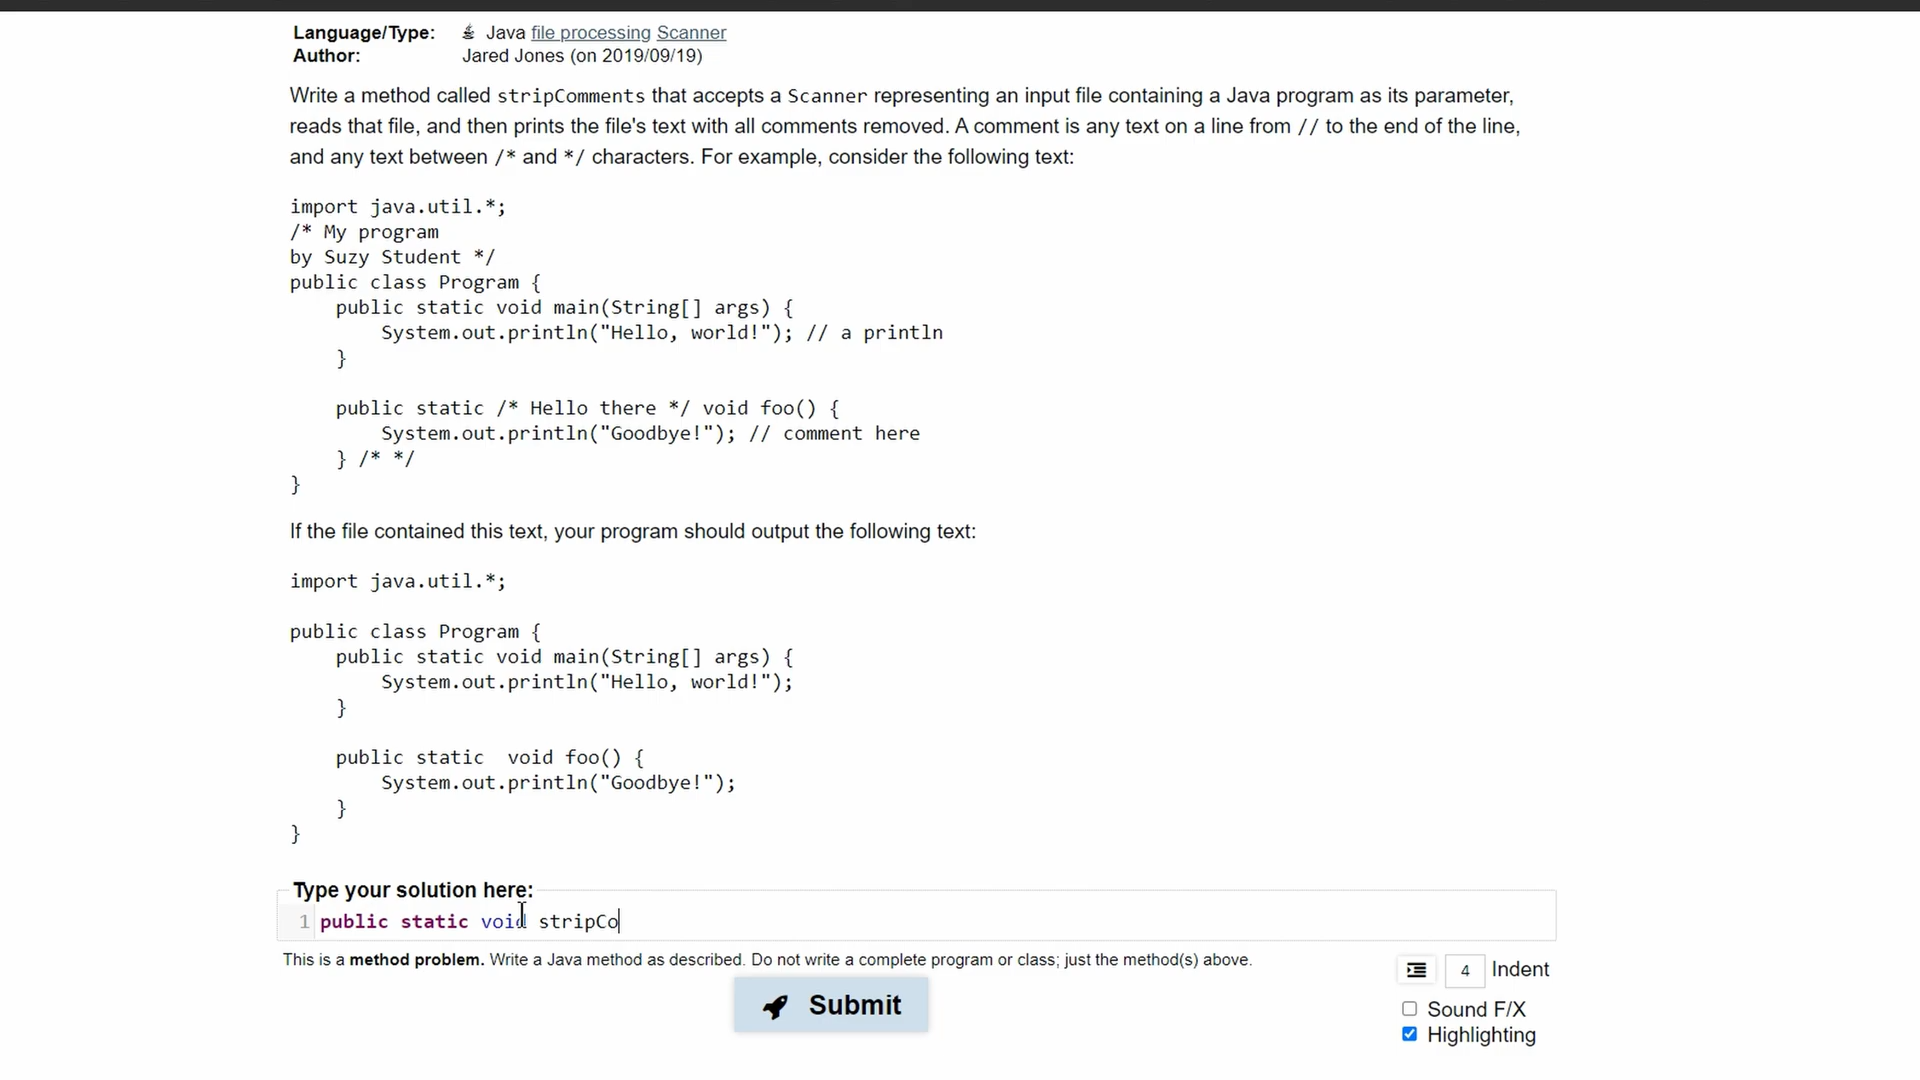 Language/Type: Java file processing Scanner
Author: Jared Jones (on 2019/09/19)
Write a method called stripComments that accepts a Scanner representing an input file containing a Java program as its parameter,
reads that file, and then prints the file's text with all comments removed. A comment is any text on a line from // to the end of the line,
and any text between /* and */ characters. For example, consider the following text:
import java.util.*;
/* My program
by Suzy Student */
public class Program {
    public static void main(String[] args) {
        System.out.println("Hello, world!"); // a println
    }

    public static /* Hello there */ void foo() {
        System.out.println("Goodbye!"); // comment here
    } /* */
}
If the file contained this text, your program should output the following text:
import java.util.*;

public class Program {
    public static void main(String[] args) {
        System.out.println("Hello, world!");
    }

    public static  void foo() {
        System.out.println("Goodbye!");
    }
}
Type your solution here:
1 public static void stripCo
This is a method problem. Write a Java method as described. Do not write a complete program or class; just the method(s) above.
4 Indent
Submit
Sound F/X
Highlighting